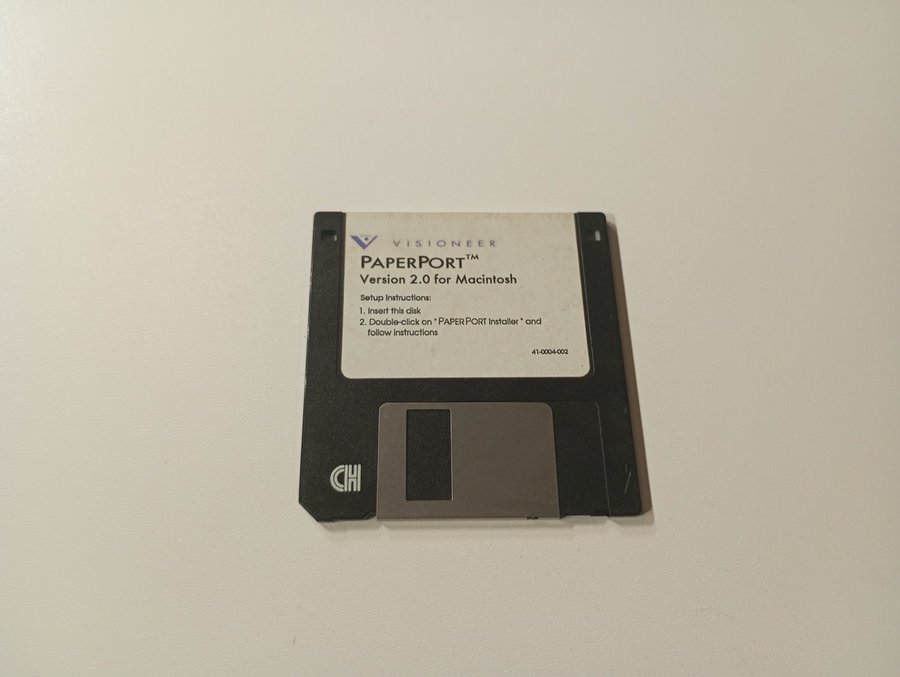 VISIONEER
PAPERPORT™
Version 2.0 for Macintosh
Setup Instructions:
1. Insert this disk
2. Double-click on "PAPERPORT Installer" and
follow instructions
41-0004-002
CH